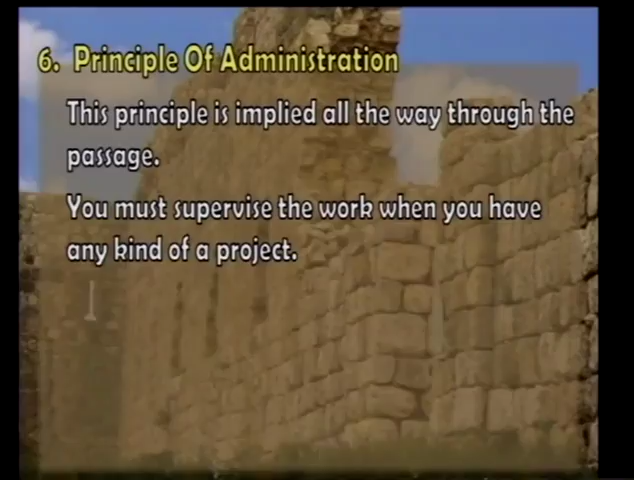 6. Principle Of Administration
This principle is implied all the way through the
passage.
You must supervise the work when you have
any kind of a project.